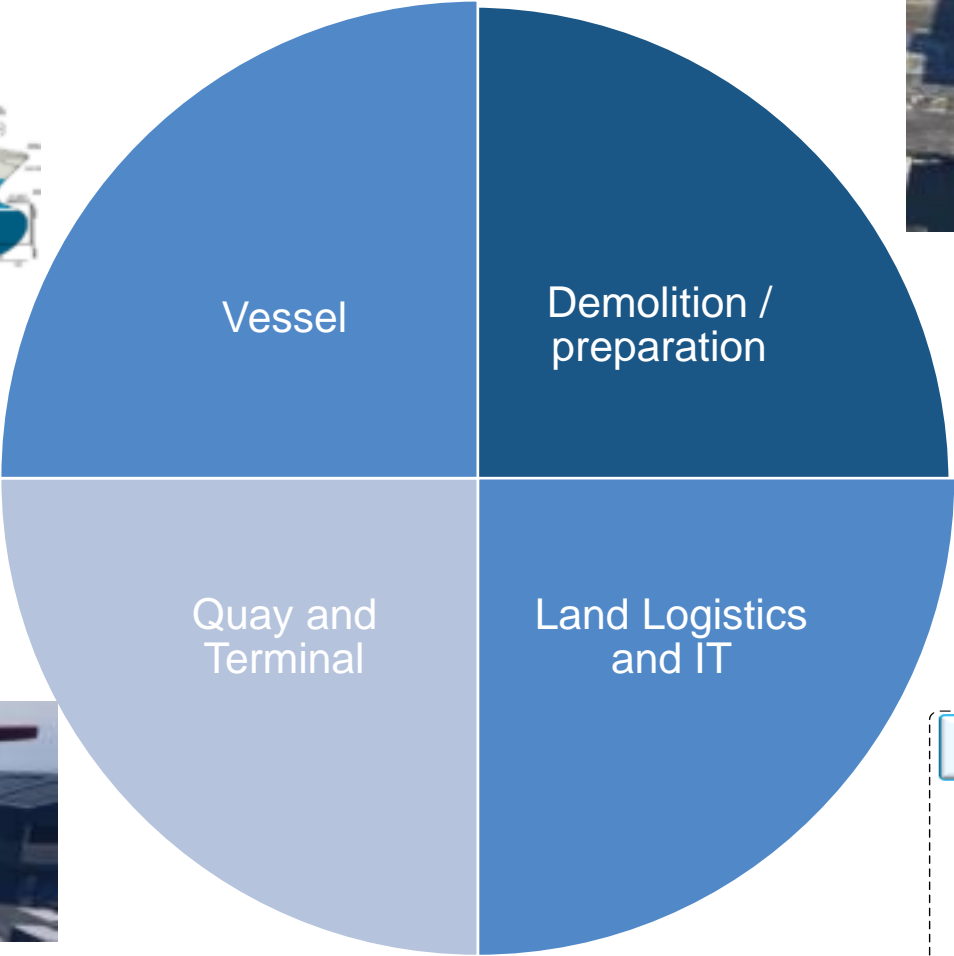 Vessel
Demolition /
preparation
Quay and
Terminal
Land Logistics
and IT